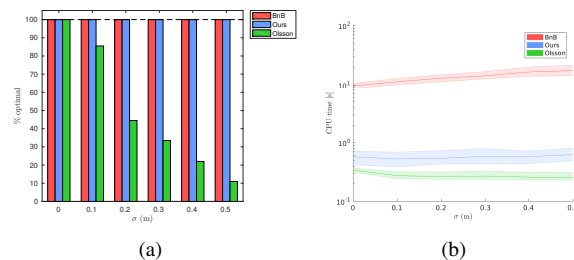 BnB
Ours
Olsson
100
90
80
70
60
50
40
30
20
10
0
% optimal
0 0.1 0.2 0.3 0.4 0.5
σ (m)
(a)
BnB
Ours
Olsson
10²
10¹
10⁰
10⁻¹
CPU time [s]
0 0.1 0.2 0.3 0.4 0.
σ (m)
(b)